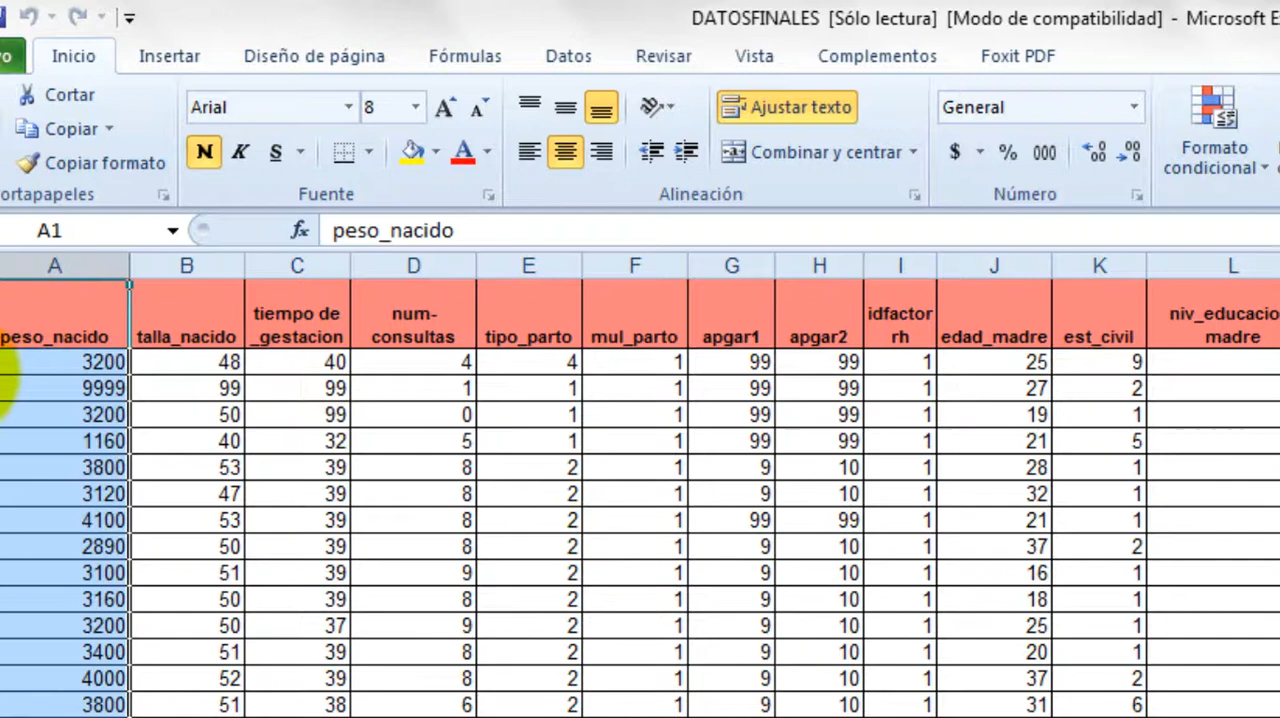 DATOSFINALES [Sólo lectura] [Modo de compatibilidad] - Microsoft E
Inicio Insertar Diseño de página Fórmulas Datos Revisar Vista Complementos Foxit PDF
Cortar
Copiar
Copiar formato
ortapapeles
Arial 8
N K S
Fuente
Ajustar texto
Combinar y centrar
Alineación
General
$ % 000
Número
Formato
condicional
A1 fx peso_nacido
A B C D E F G H I J K L
peso_nacido talla_nacido tiempo de _gestacion num-consultas tipo_parto mul_parto apgar1 apgar2 idfactor rh edad_madre est_civil niv_educacio madre
3200 48 40 4 4 1 99 99 1 25 9
9999 99 99 1 1 1 99 99 1 27 2
3200 50 99 0 1 1 99 99 1 19 1
1160 40 32 5 1 1 99 99 1 21 5
3800 53 39 8 2 1 9 10 1 28 1
3120 47 39 8 2 1 9 10 1 32 1
4100 53 39 8 2 1 99 99 1 21 1
2890 50 39 8 2 1 9 10 1 37 2
3100 51 39 9 2 1 9 10 1 16 1
3160 50 39 8 2 1 9 10 1 18 1
3200 50 37 9 2 1 9 10 1 25 1
3400 51 39 8 2 1 9 10 1 20 1
4000 52 39 8 2 1 9 10 1 37 2
3800 51 38 6 2 1 9 10 1 31 6